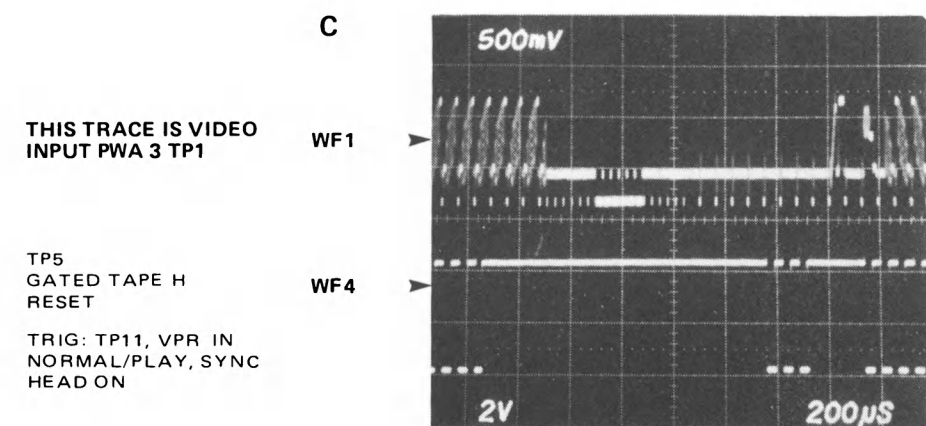 C
500mV
THIS TRACE IS VIDEO
INPUT PWA 3 TP1
WF1
TP5
GATED TAPE H
RESET
WF4
TRIG: TP11, VPR IN
NORMAL/PLAY, SYNC
HEAD ON
2V
200µS